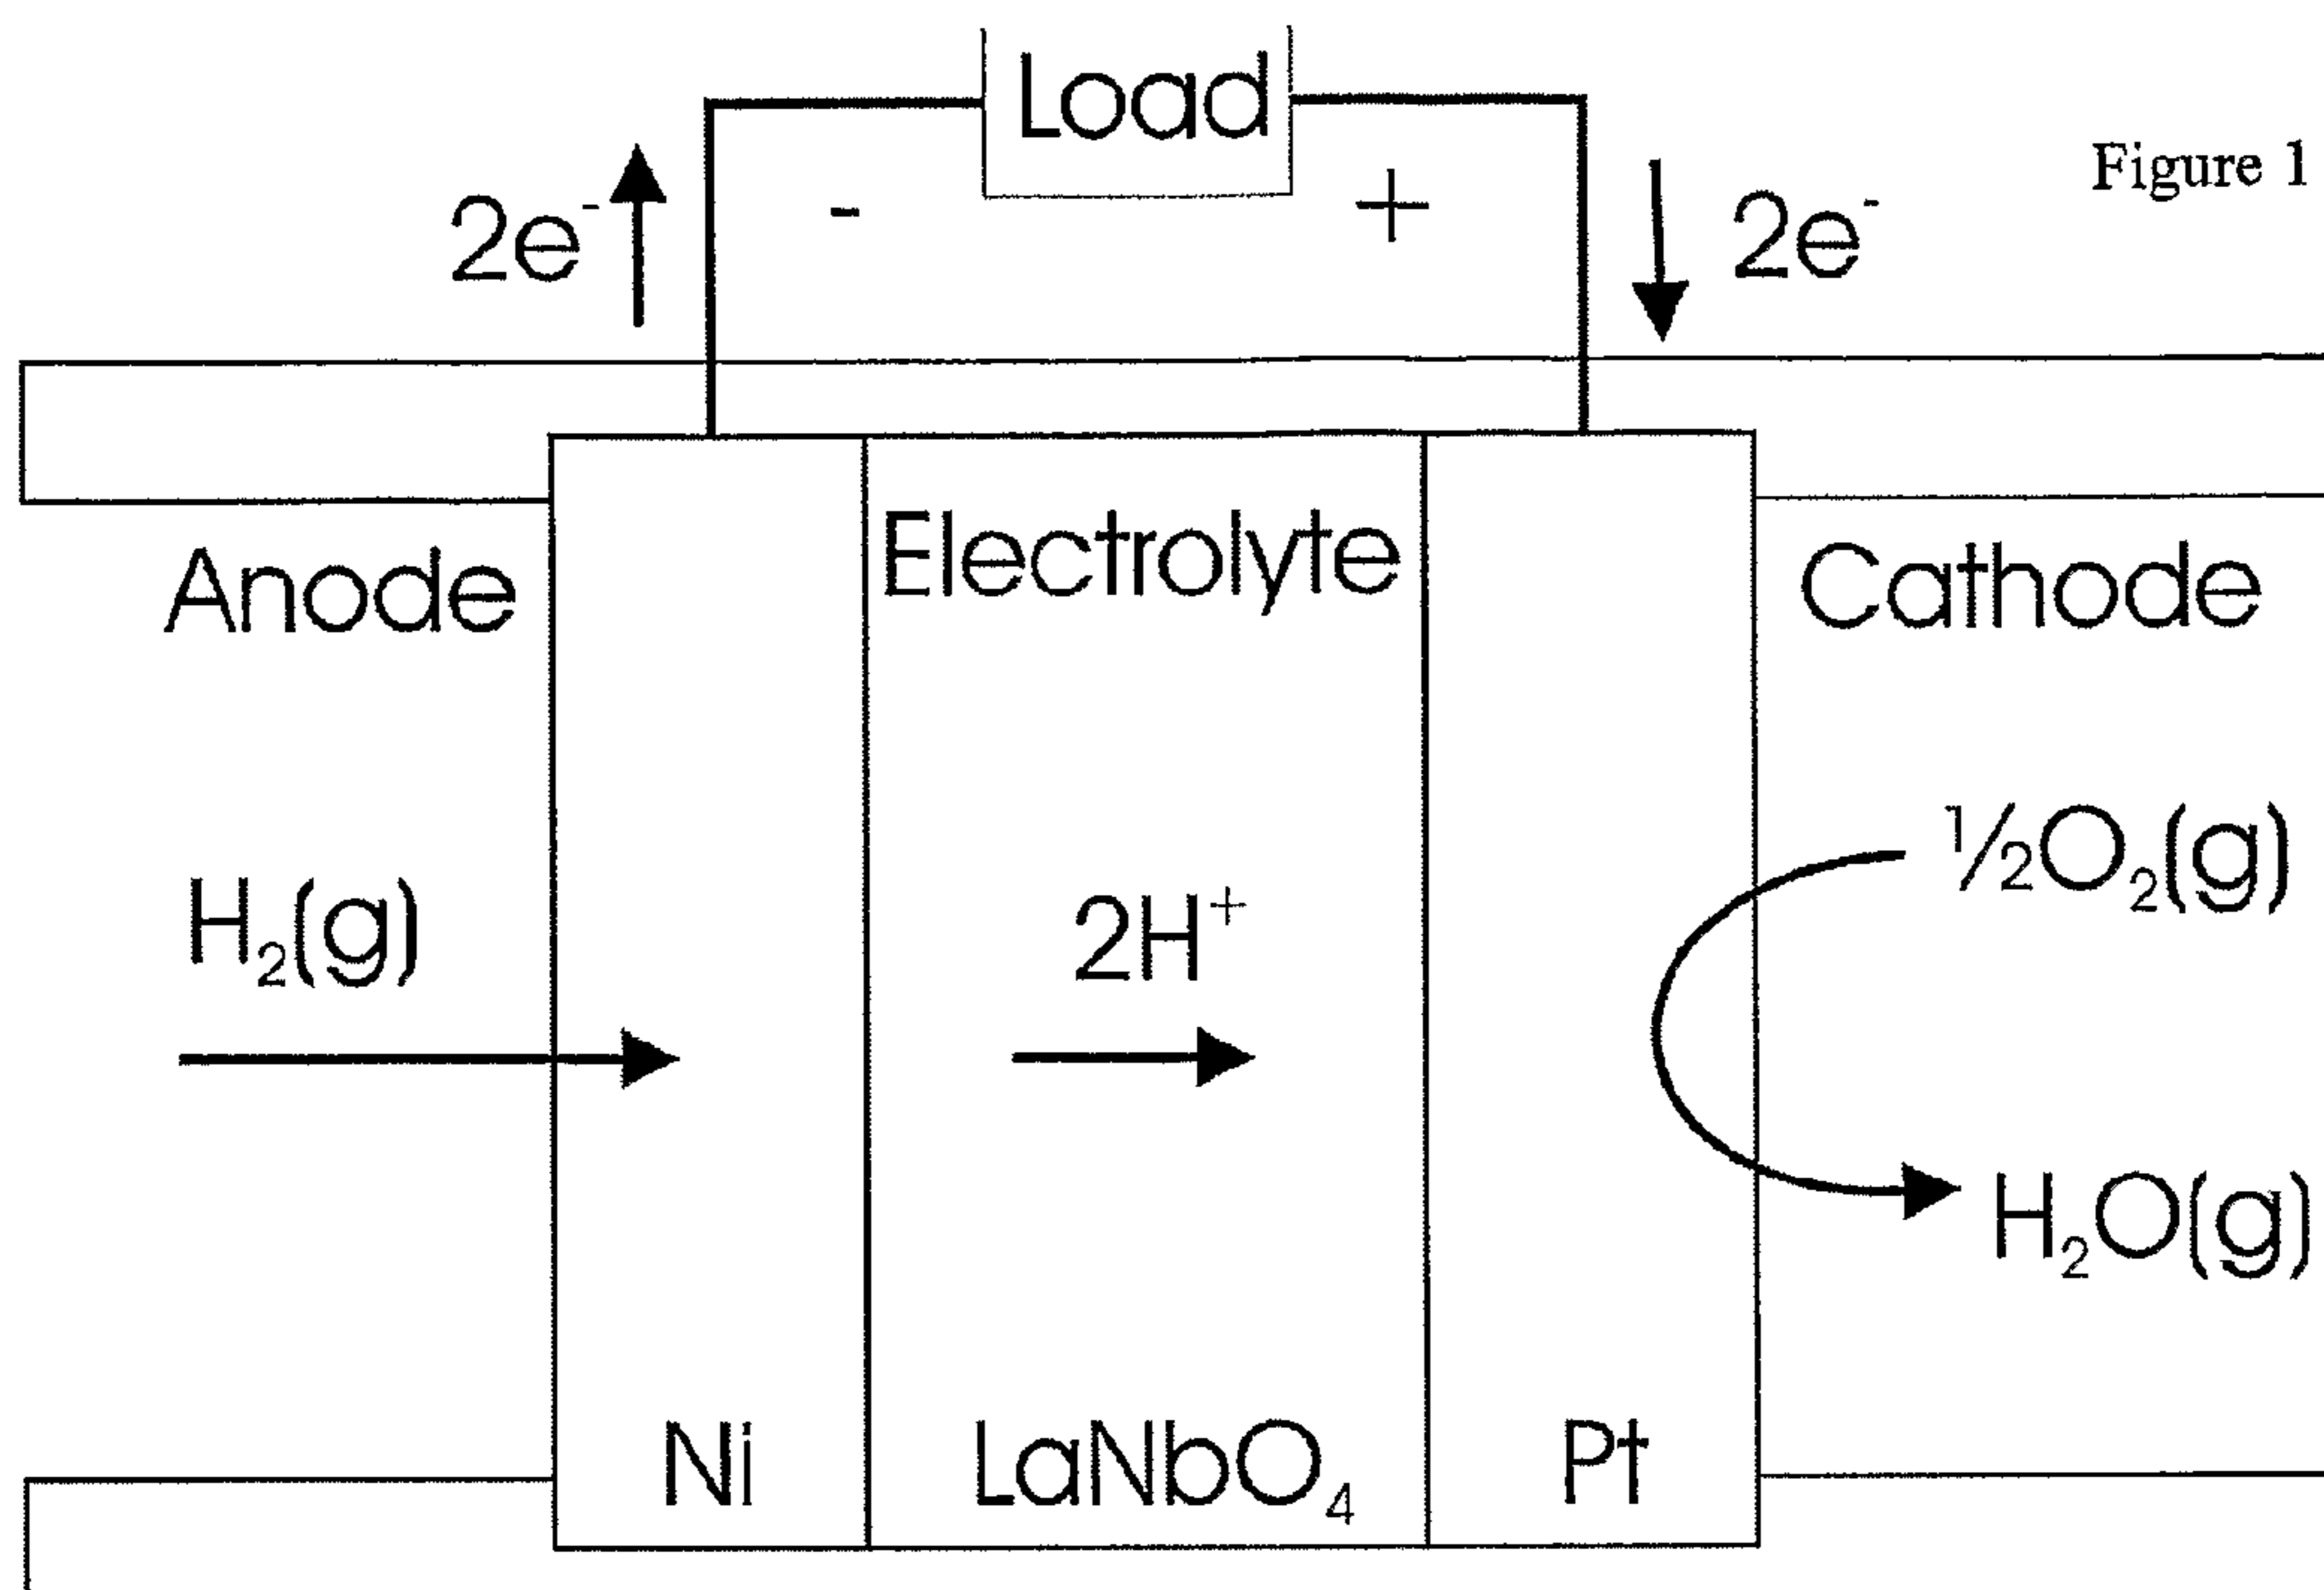 Load
Figure 1
2e⁻
-
+
2e⁻
Anode
Electrolyte
Cathode
½O₂(g)
H₂(g)
2H⁺
H₂O(g)
Ni
LaNbO₄
Pt